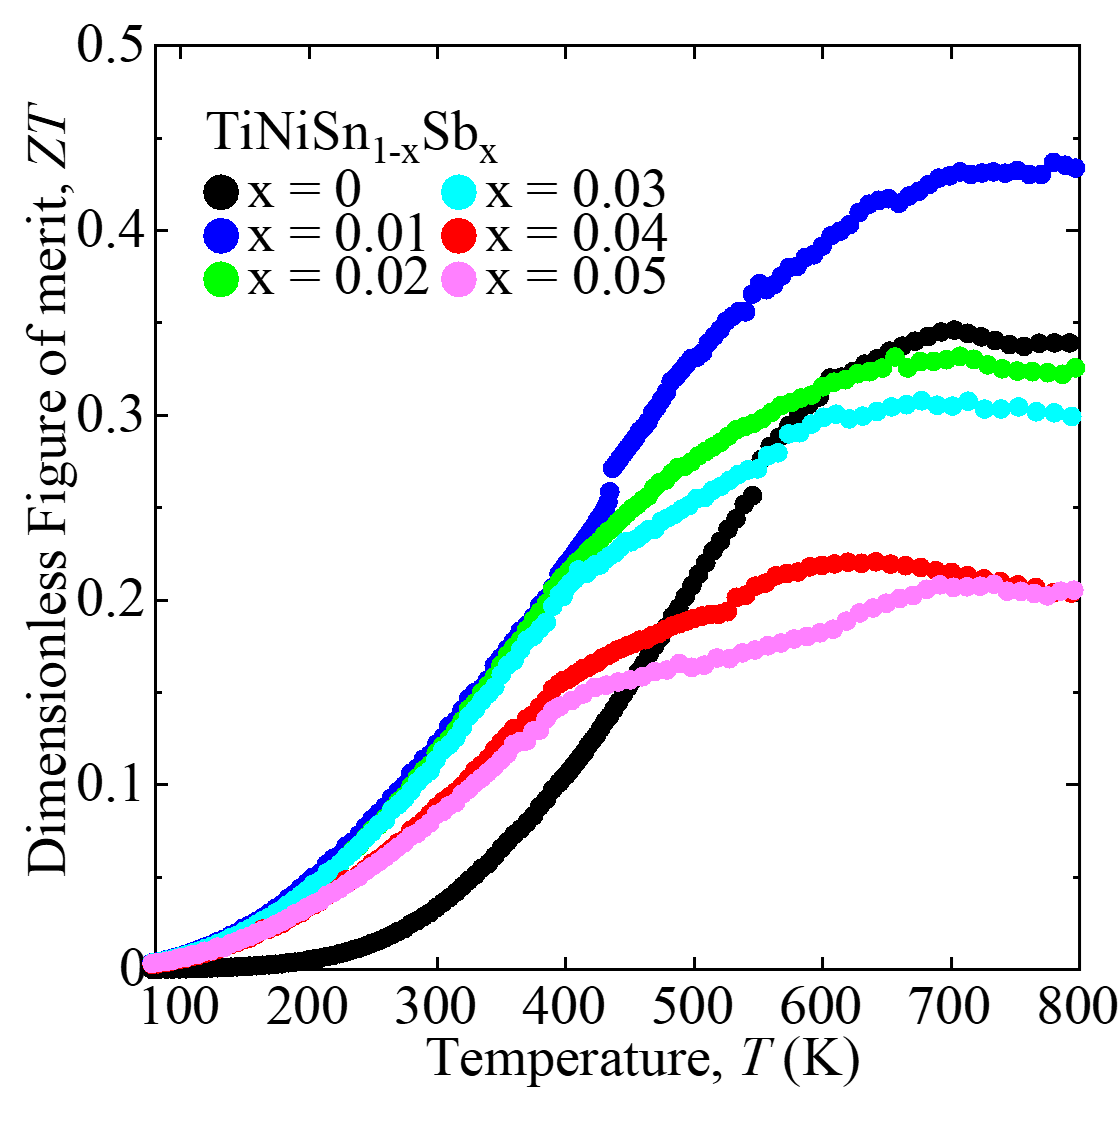 Dimensionless Figure of merit, ZT
0.5
0.4
0.3
0.2
0.1
0
TiNiSn1-xSbx
x = 0 x = 0.03
x = 0.01 x = 0.04
x = 0.02 x = 0.05
100 200 300 400 500 600 700 800
Temperature, T (K)